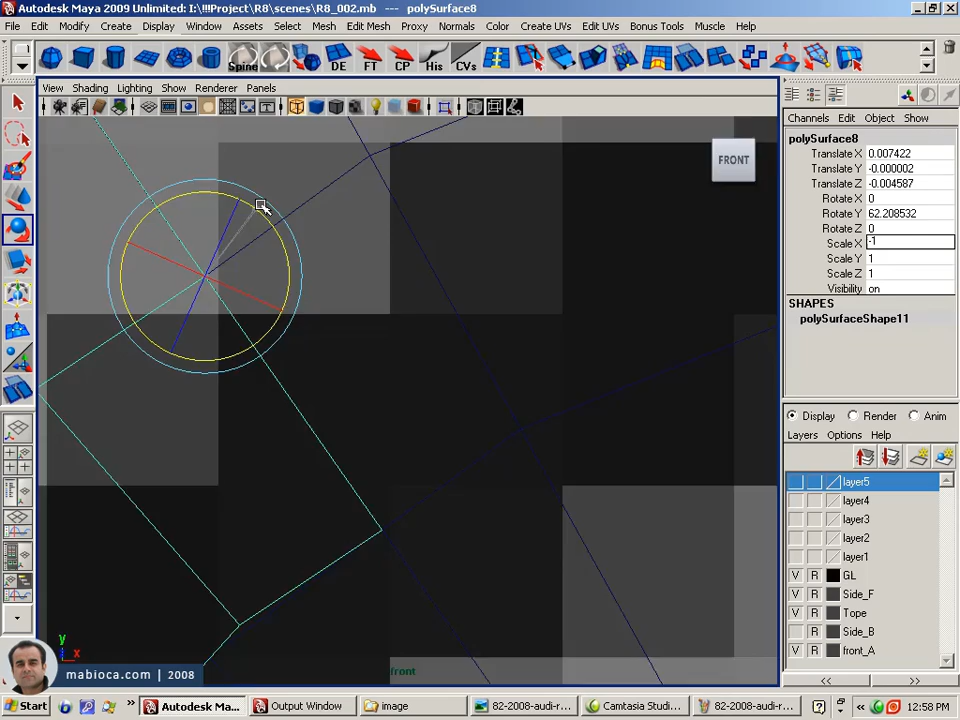 Autodesk Maya 2009 Unlimited: I:\!!!Project\R8\scenes\R8_002.mb --- polySurface8
File Edit Modify Create Display Window Assets Select Mesh Edit Mesh Proxy Normals Color Create UVs Edit UVs Bonus Tools Muscle Help
Spine DE FT CP His CVs
View Shading Lighting Show Renderer Panels
Channels Edit Object Show
polySurface8
Translate X 0.007422
Translate Y -0.000002
Translate Z -0.004587
Rotate X 0
Rotate Y 62.208532
Rotate Z 0
Scale X -1
Scale Y 1
Scale Z 1
Visibility on
SHAPES
polySurfaceShape11
FRONT
Display Render Anim
Layers Options Help
layer5
layer4
layer3
layer2
layer1
V R GL
V R Side_F
V R Tope
R Side_B
V R front_A
y
x
front
mabioca.com | 2008
<< >>
Start Autodesk Ma... Output Window image 82-2008-audi-r... Camtasia Studi... 82-2008-audi-r... 12:58 PM